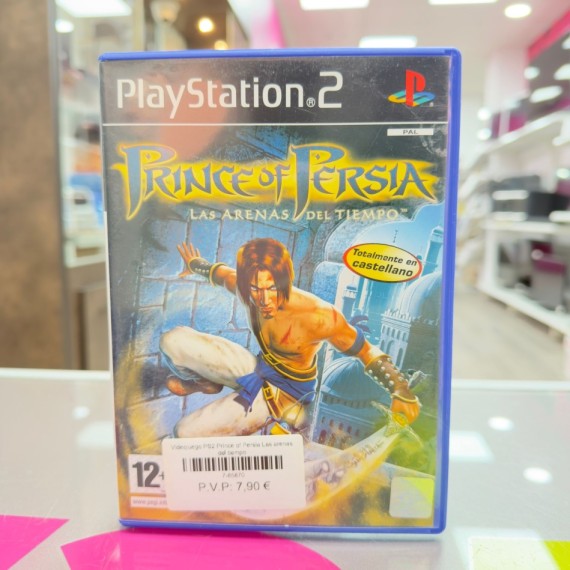 PlayStation®2
PAL
PRINCE OF PERSIA
LAS ARENAS DEL TIEMPO™
Totalmente en
castellano
Videojuego PS2 Prince of Persia Las arenas
del tiempo
12+
P.V.P: 7,90 €